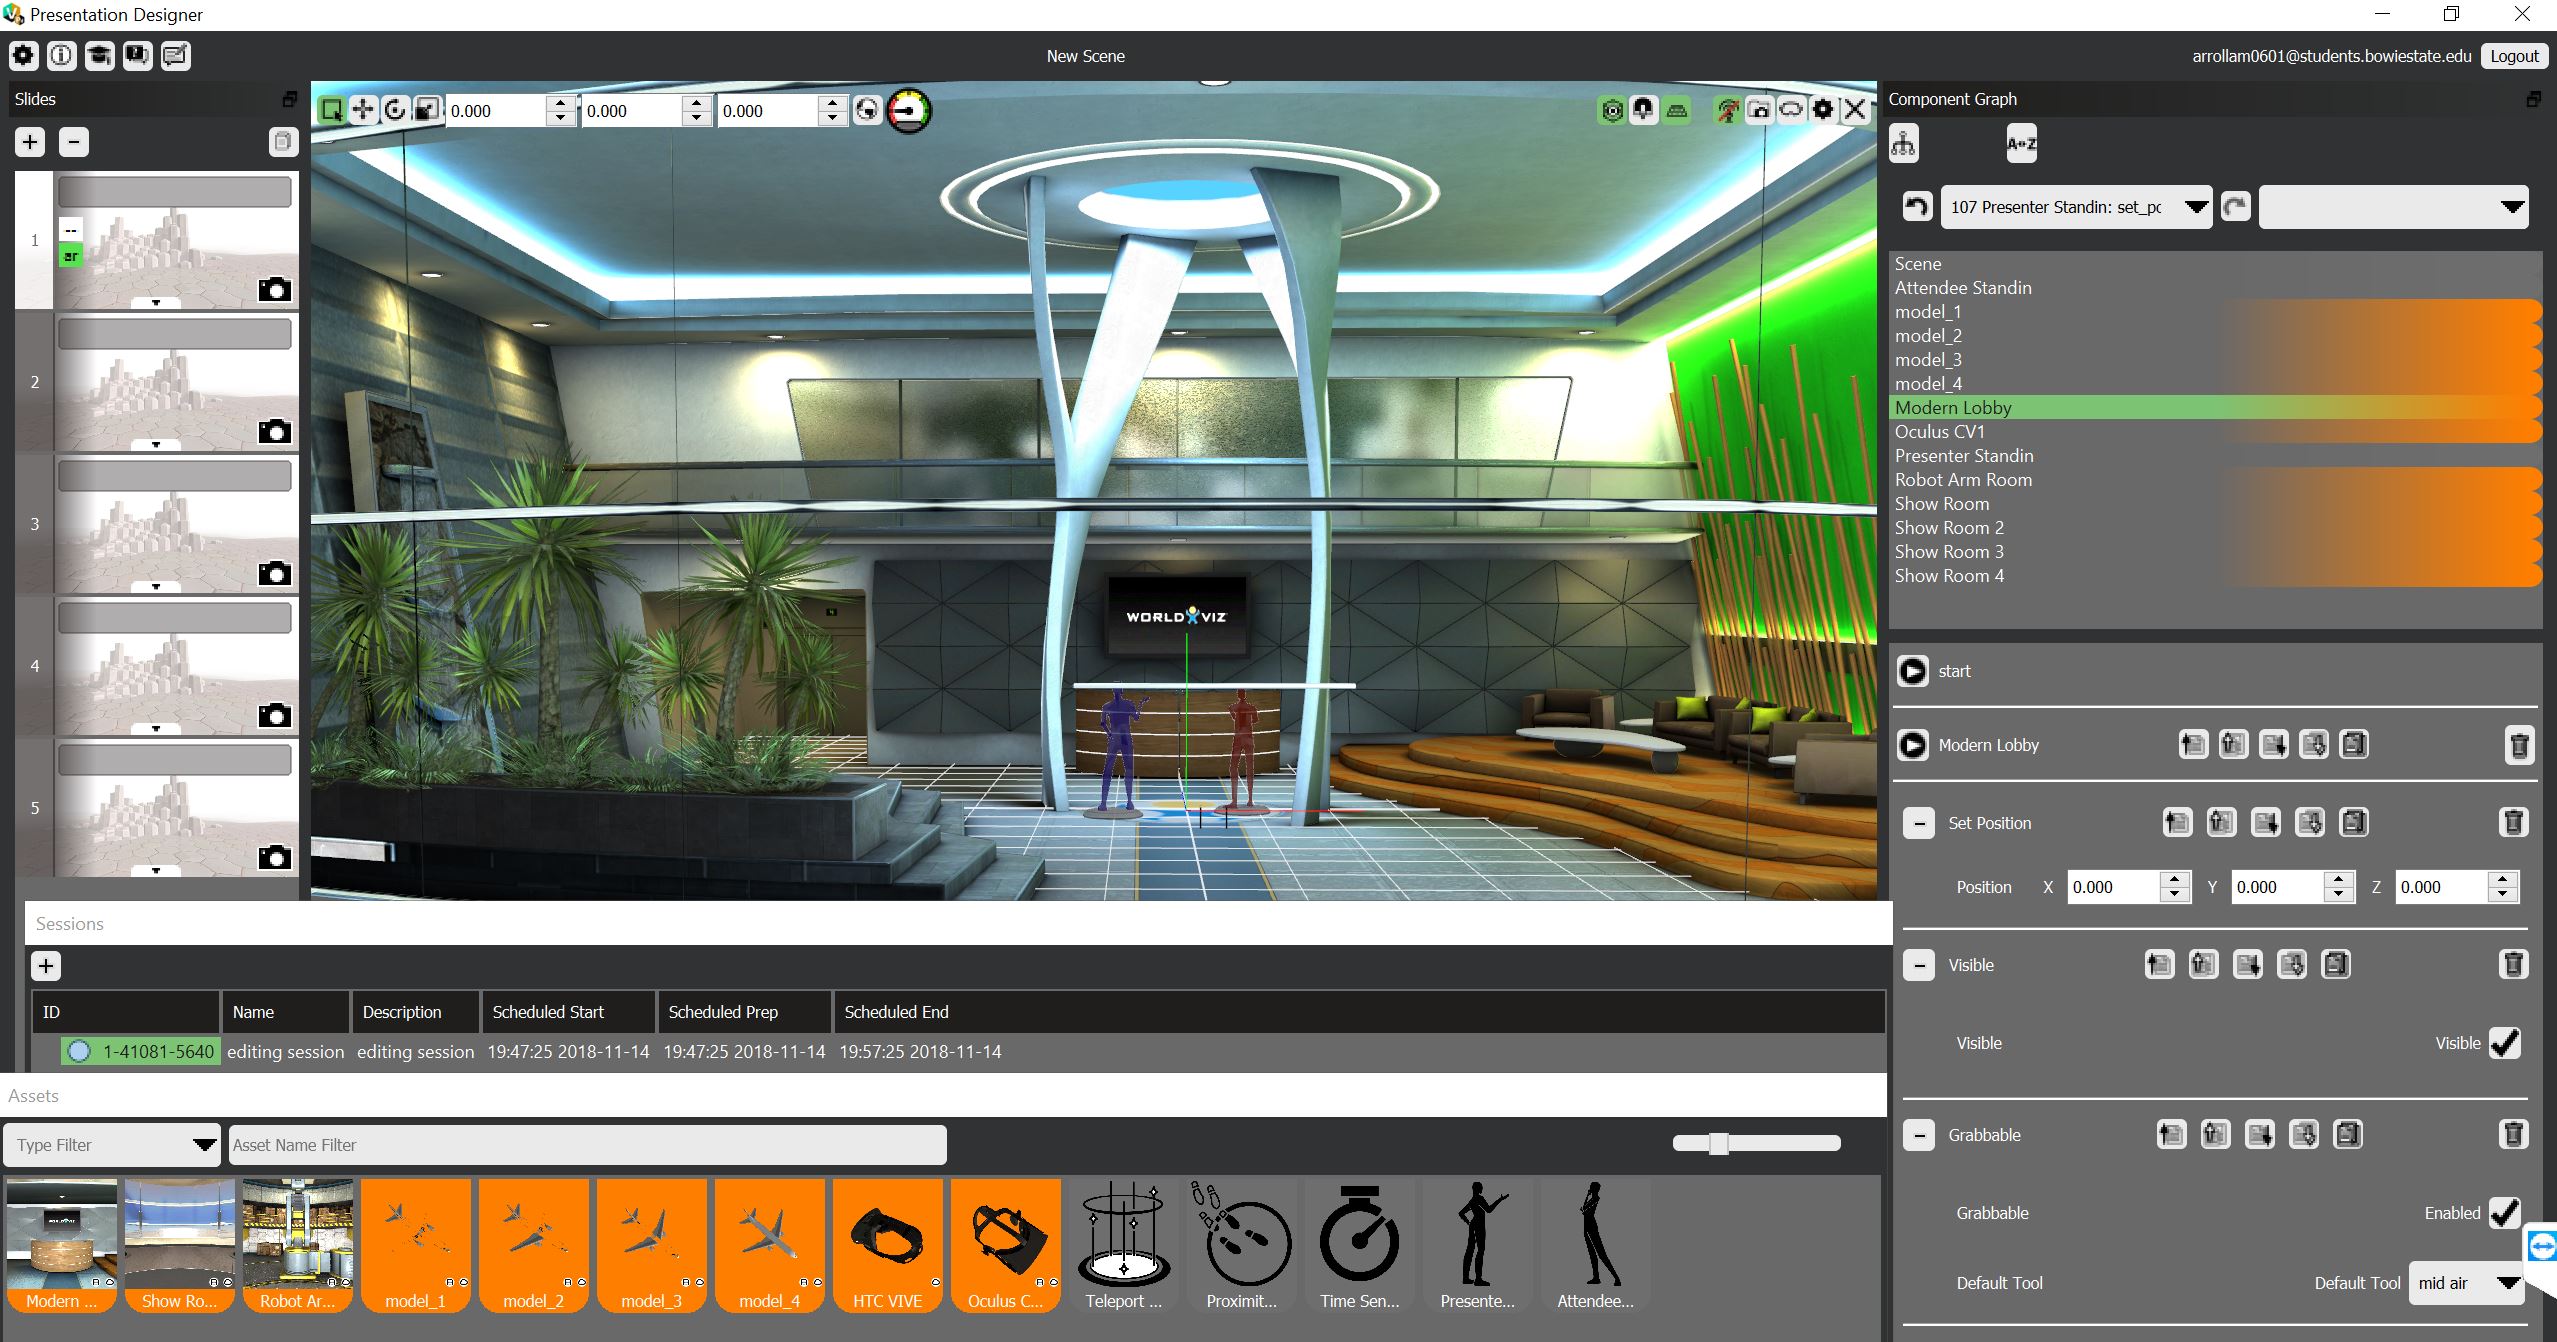 Presentation Designer
New Scene
arrollam0601@students.bowiestate.edu
Logout
Slides
1
--
ar
2
3
4
5
0.000
0.000
0.000
WORLD VIZ
Component Graph
A↔Z
107 Presenter Standin: set_pc
Scene
Attendee Standin
model_1
model_2
model_3
model_4
Modern Lobby
Oculus CV1
Presenter Standin
Robot Arm Room
Show Room
Show Room 2
Show Room 3
Show Room 4
start
Modern Lobby
Set Position
Position X 0.000 Y 0.000 Z 0.000
Visible
Visible Visible
Grabbable
Grabbable Enabled
Default Tool Default Tool mid air
Sessions
ID Name Description Scheduled Start Scheduled Prep Scheduled End
1-41081-5640 editing session editing session 19:47:25 2018-11-14 19:47:25 2018-11-14 19:57:25 2018-11-14
Assets
Type Filter Asset Name Filter
Modern ... Show Ro... Robot Ar... model_1 model_2 model_3 model_4 HTC VIVE Oculus C... Teleport ... Proximit... Time Sen... Presente... Attendee...